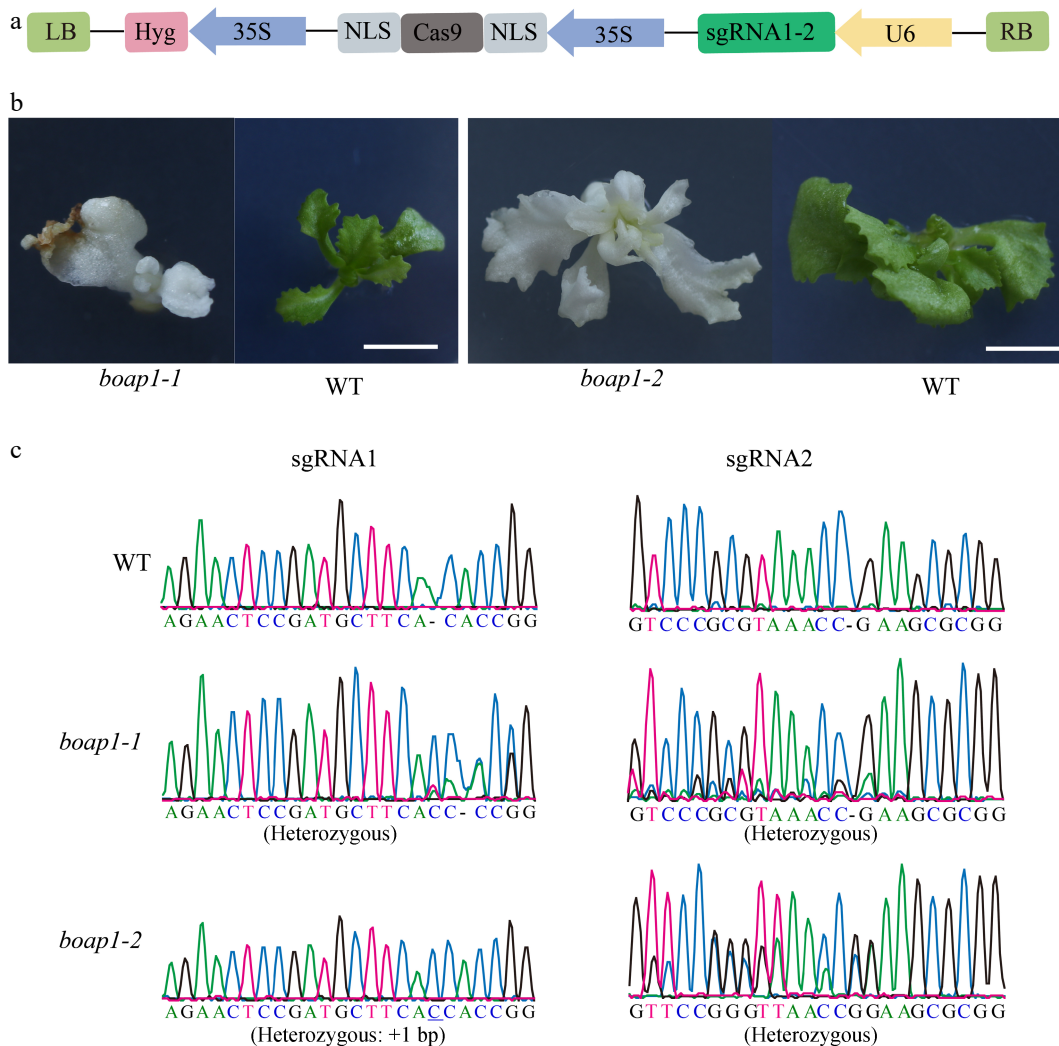 a
LB Hyg 35S NLS Cas9 NLS 35S sgRNA1-2 U6 RB
b
boap1-1 WT boap1-2 WT
c
sgRNA1 sgRNA2
WT
AGAACTCCGATGCTTCA-CACCGG GTCCCGCGTAAACC-GAAGCGCGG
boap1-1
AGAACTCCGATGCTTCACC-CCGG GTCCCGCGTAAACC-GAAGCGCGG
(Heterozygous) (Heterozygous)
boap1-2
AGAACTCCGATGCTTCACCACCGG GTTCCGGGTTAACCGGAAGCGCGG
(Heterozygous: +1 bp) (Heterozygous)